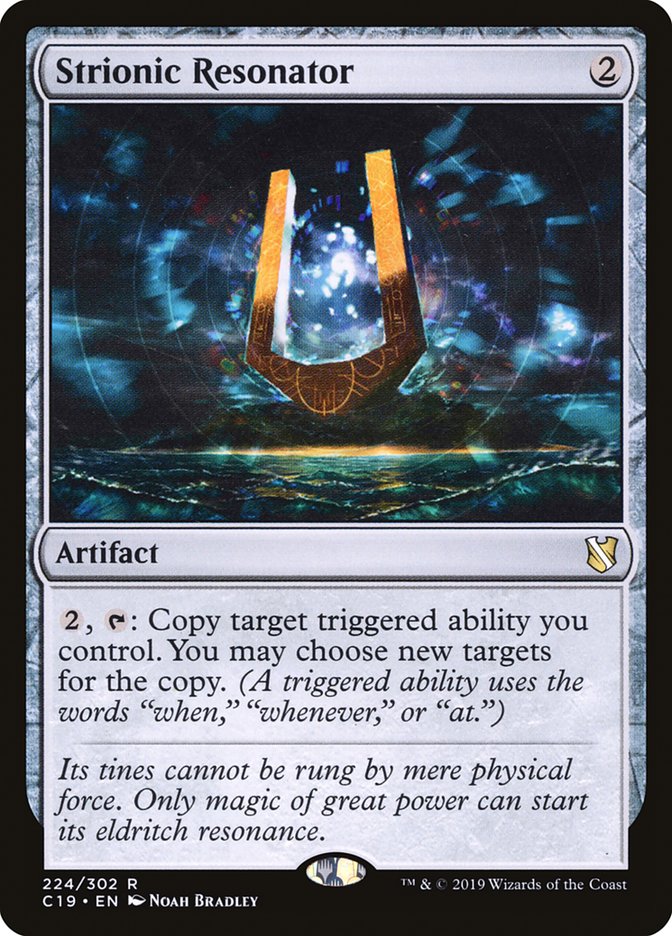 Strionic Resonator 2
Artifact
2, : Copy target triggered ability you
control. You may choose new targets
for the copy. (A triggered ability uses the
words “when,” “whenever,” or “at.”)
Its tines cannot be rung by mere physical
force. Only magic of great power can start
its eldritch resonance.
224/302 R
C19 • EN Noah Bradley
™ & © 2019 Wizards of the Coast